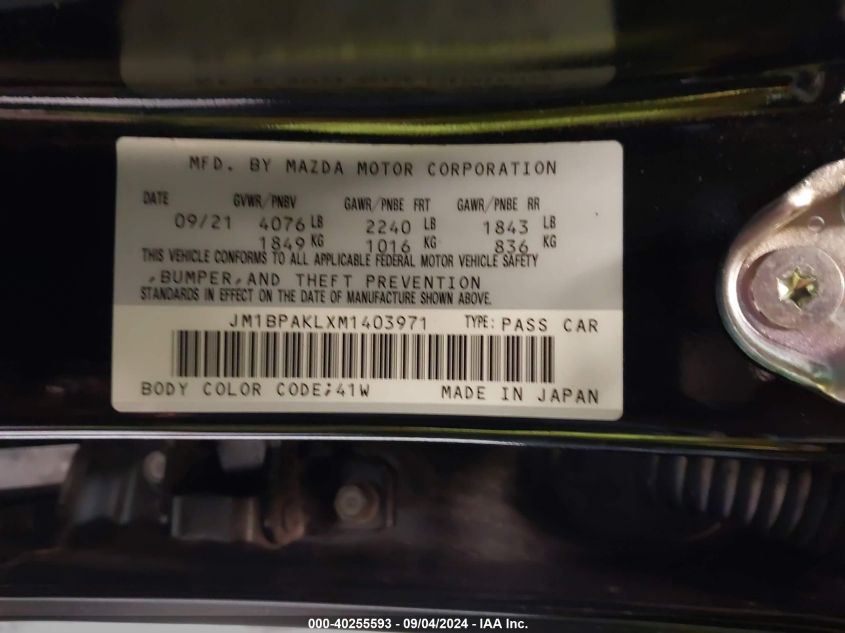 MFD. BY MAZDA MOTOR CORPORATION
DATE GVWR/PNBV GAWR/PNBE FRT GAWR/PNBE RR
09/21 4076 LB 2240 LB 1843 LB
1849 KG 1016 KG 836 KG
THIS VEHICLE CONFORMS TO ALL APPLICABLE FEDERAL MOTOR VEHICLE SAFETY
,BUMPER,AND THEFT PREVENTION
STANDARDS IN EFFECT ON THE DATE OF MANUFACTURE SHOWN ABOVE.
JM1BPAKLXM1403971 TYPE: PASS CAR
BODY COLOR CODE;41W MADE IN JAPAN
000-40255593 - 09/04/2024 - IAA Inc.